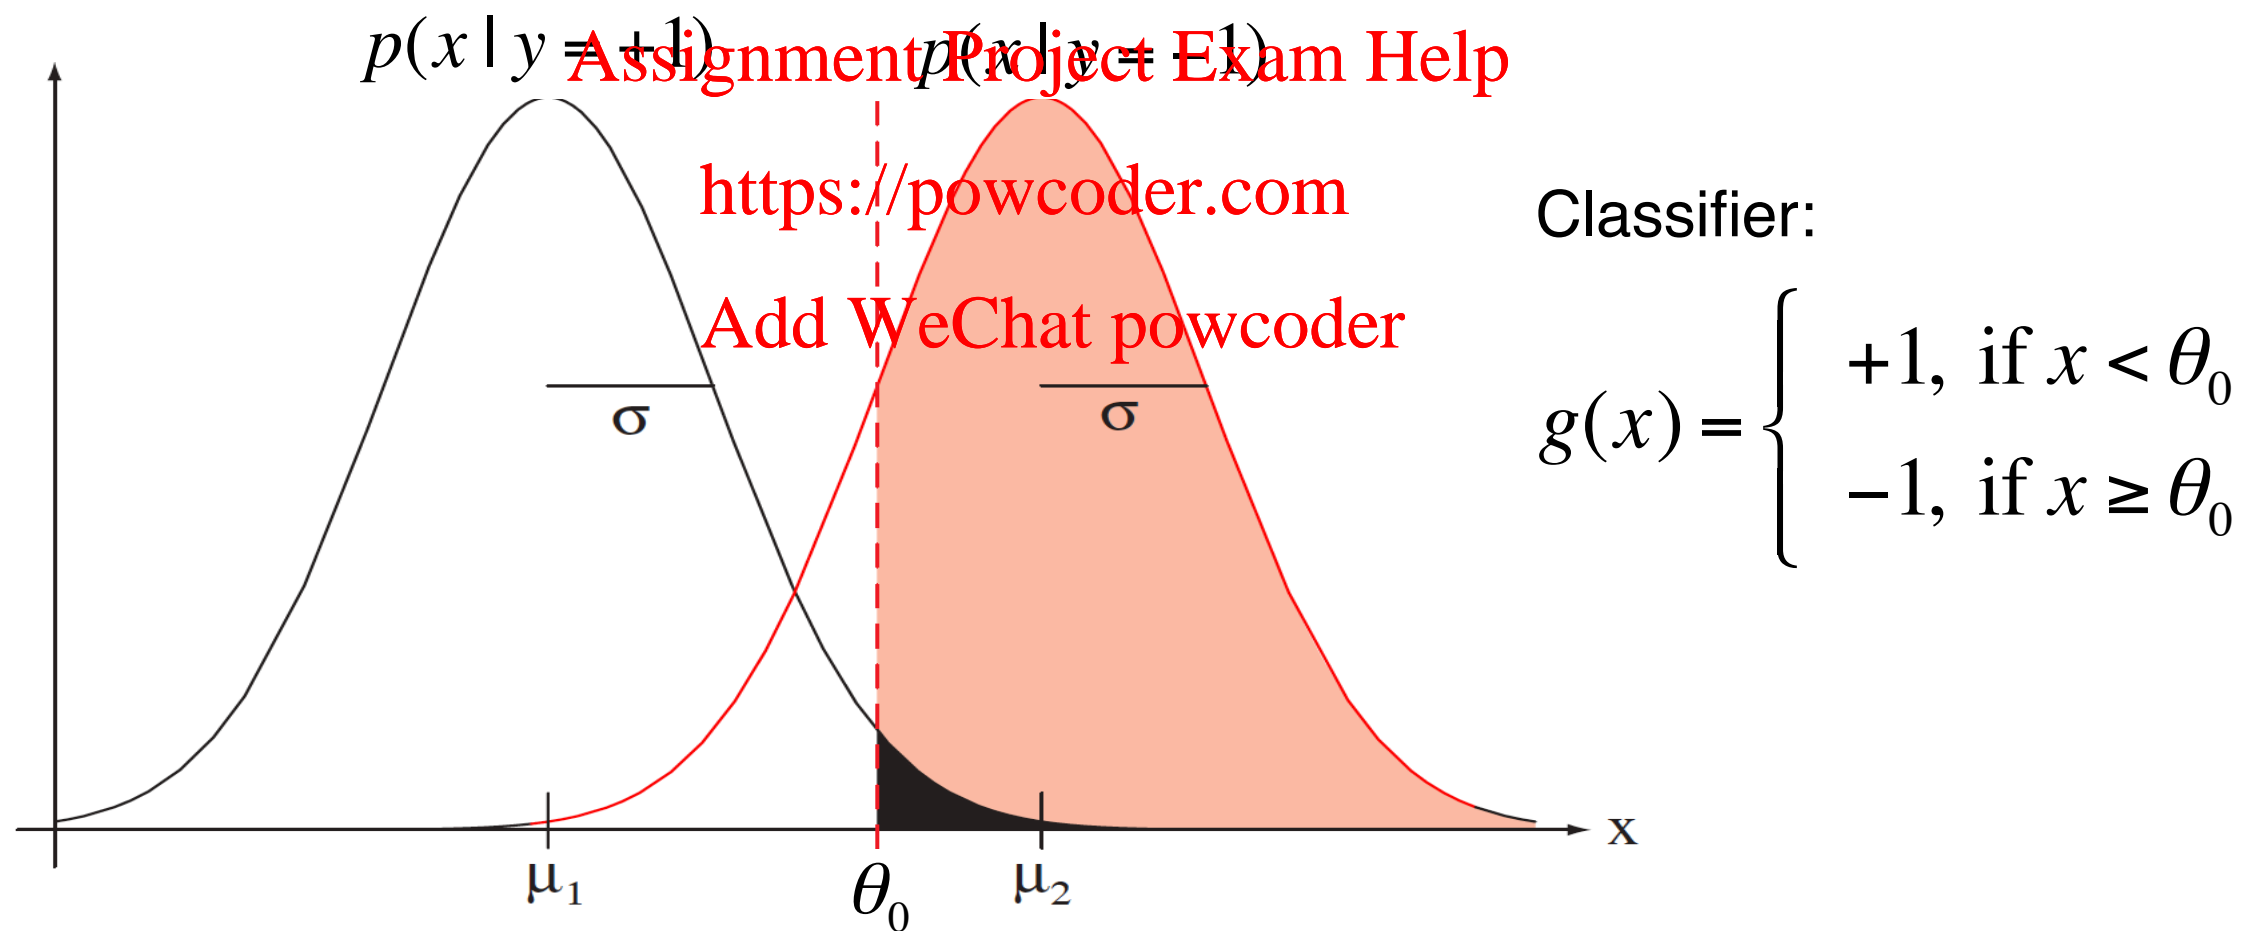 p(x | y = +1) p(x | y = −1)
Assignment Project Exam Help
https://powcoder.com
Add WeChat powcoder
Classifier:
g(x) = { +1, if x < θ₀
−1, if x ≥ θ₀
σ σ
x
μ₁ θ₀ μ₂